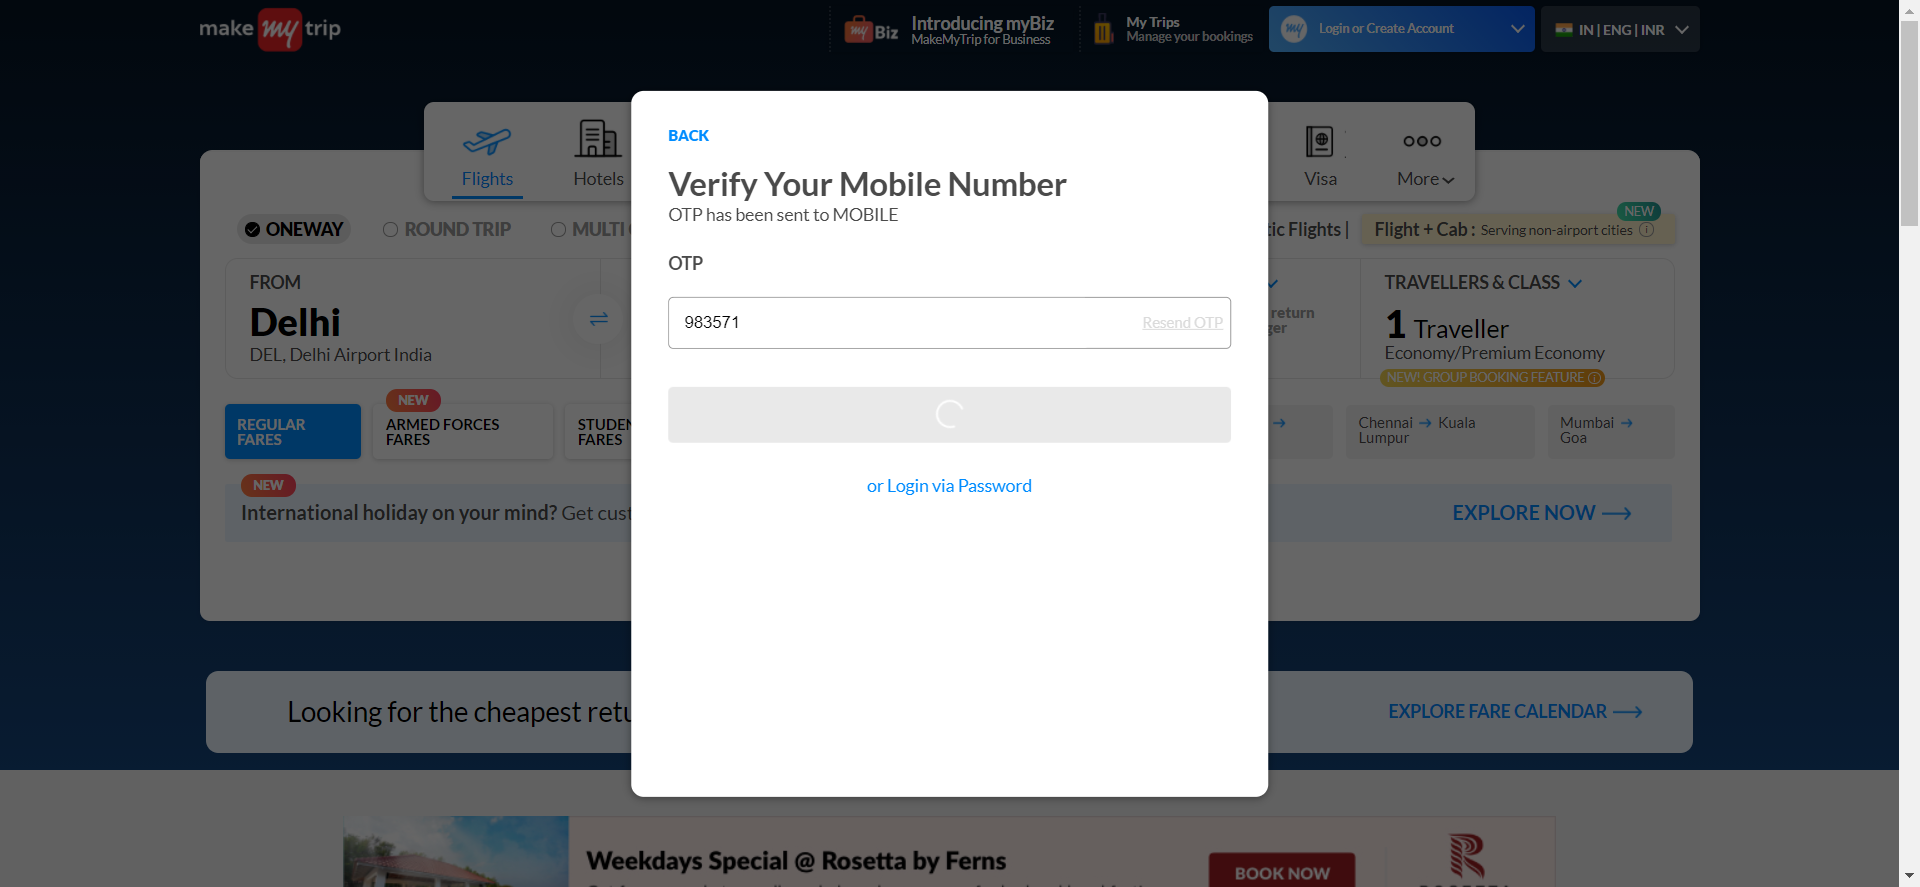 make my trip
my Biz
Introducing myBiz
MakeMyTrip for Business
My Trips
Manage your bookings
my
Login or Create Account
IN | ENG | INR
Flights
Hotels
Visa
More
ONEWAY
ROUND TRIP
MULTI
tic Flights |
NEW
Flight + Cab : Serving non-airport cities
FROM
Delhi
DEL, Delhi Airport India
return
ger
TRAVELLERS & CLASS
1 Traveller
Economy/Premium Economy
NEW! GROUP BOOKING FEATURE
REGULAR
FARES
NEW
ARMED FORCES
FARES
STUDEN
FARES
Chennai → Kuala
Lumpur
Mumbai →
Goa
NEW
International holiday on your mind? Get cust
EXPLORE NOW
BACK
Verify Your Mobile Number
OTP has been sent to MOBILE
OTP
983571
Resend OTP
or Login via Password
Looking for the cheapest retu
EXPLORE FARE CALENDAR
Weekdays Special @ Rosetta by Ferns
BOOK NOW